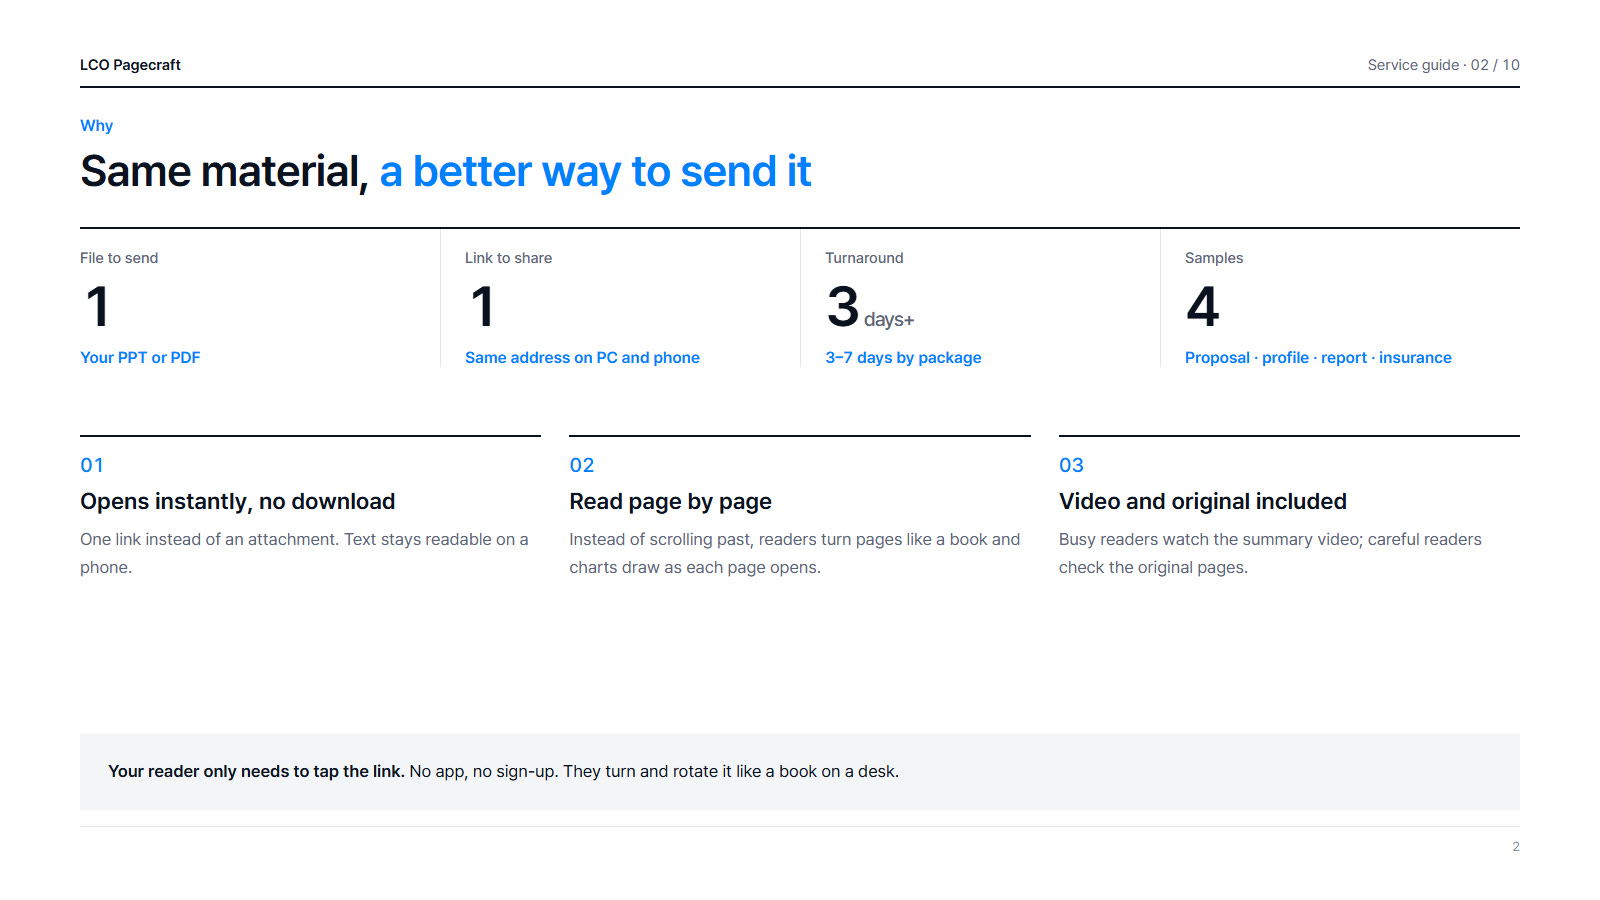 LCO Pagecraft
Service guide · 02 / 10
Why
Same material, a better way to send it
File to send
1
Your PPT or PDF
Link to share
1
Same address on PC and phone
Turnaround
3 days+
3–7 days by package
Samples
4
Proposal · profile · report · insurance
01
Opens instantly, no download
One link instead of an attachment. Text stays readable on a
phone.
02
Read page by page
Instead of scrolling past, readers turn pages like a book and
charts draw as each page opens.
03
Video and original included
Busy readers watch the summary video; careful readers
check the original pages.
Your reader only needs to tap the link. No app, no sign-up. They turn and rotate it like a book on a desk.
2